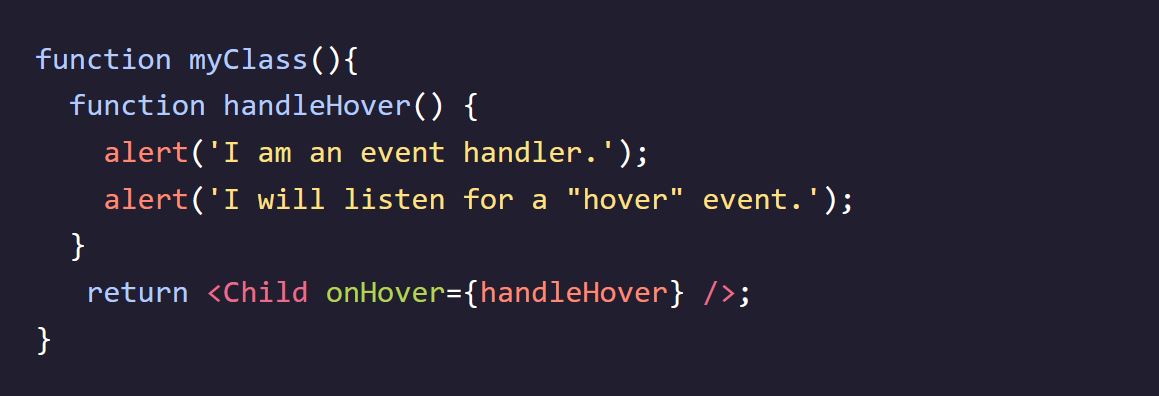 function myClass(){
  function handleHover() {
    alert('I am an event handler.');
    alert('I will listen for a "hover" event.');
  }
   return <Child onHover={handleHover} />;
}